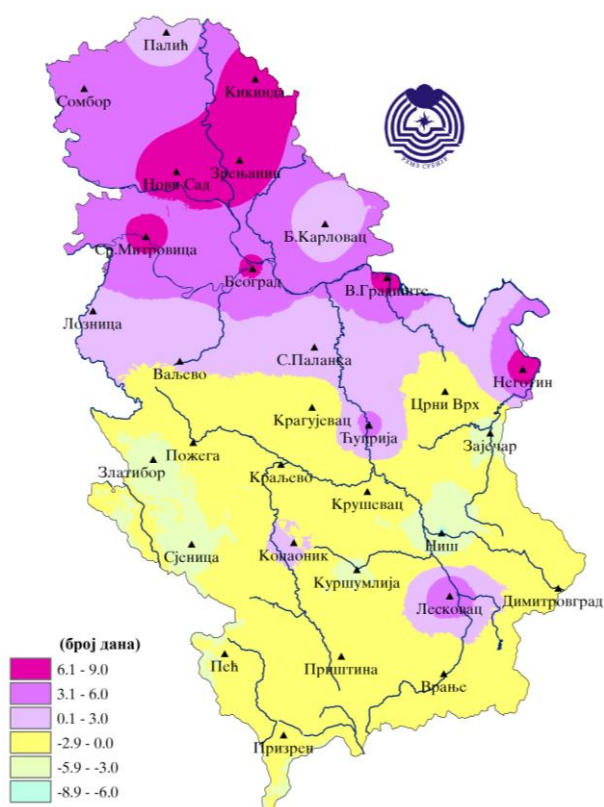 Палић
Кикинда
Сомбор
Зрењанин
Нови Сад
РХМЗ СРБИЈЕ
Б.Карловац
Ср.Митровица
Београд
В.Градиште
Лозница
С.Паланка
Ваљево
Неготин
Црни Врх
Крагујевац
Ћуприја
Зајечар
Пожега
Златибор
Краљево
Крушевац
Ниш
Сјеница
Копаоник
Куршумлија
Лесковац
Димитровград
(број дана)
6.1 - 9.0
3.1 - 6.0
0.1 - 3.0
-2.9 - 0.0
-5.9 - -3.0
-8.9 - -6.0
Пећ
Приштина
Врање
Призрен